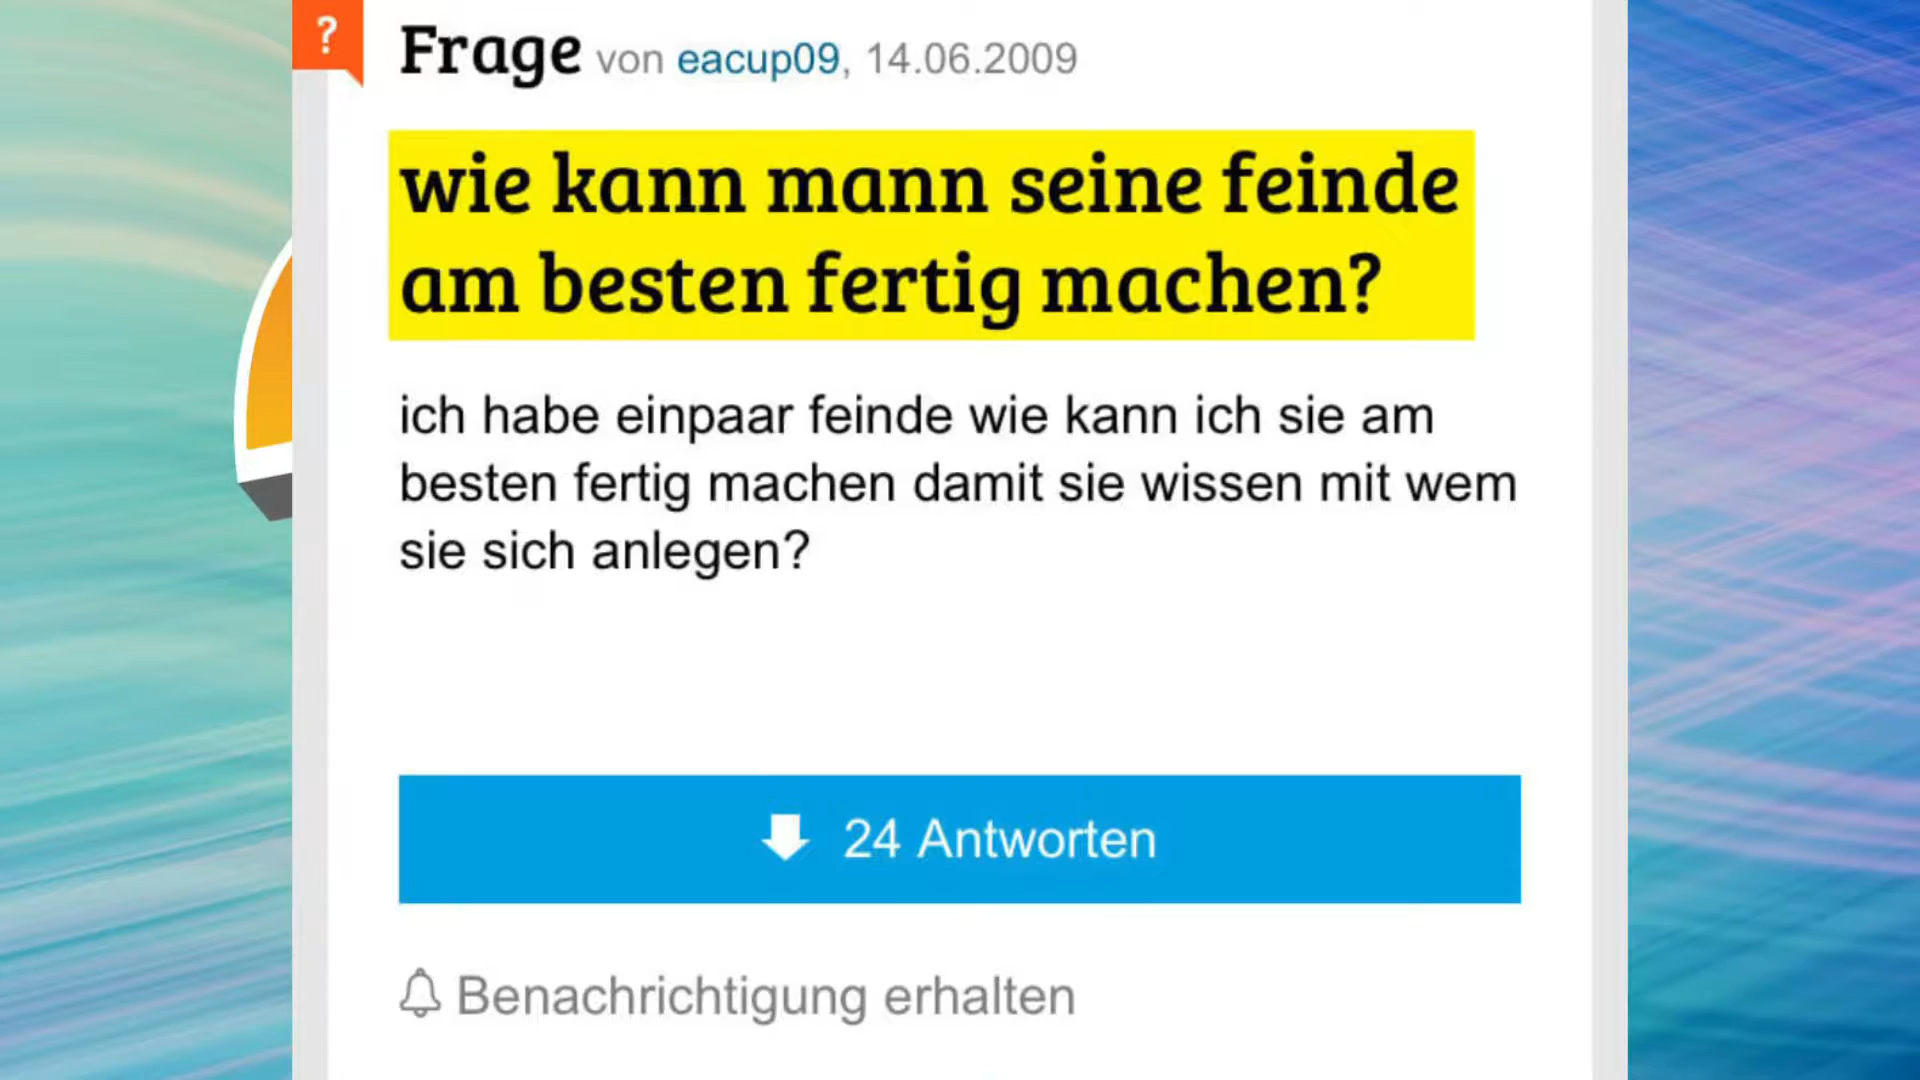 ?
Frage von eacup09, 14.06.2009
wie kann mann seine feinde
am besten fertig machen?
ich habe einpaar feinde wie kann ich sie am
besten fertig machen damit sie wissen mit wem
sie sich anlegen?
24 Antworten
Benachrichtigung erhalten